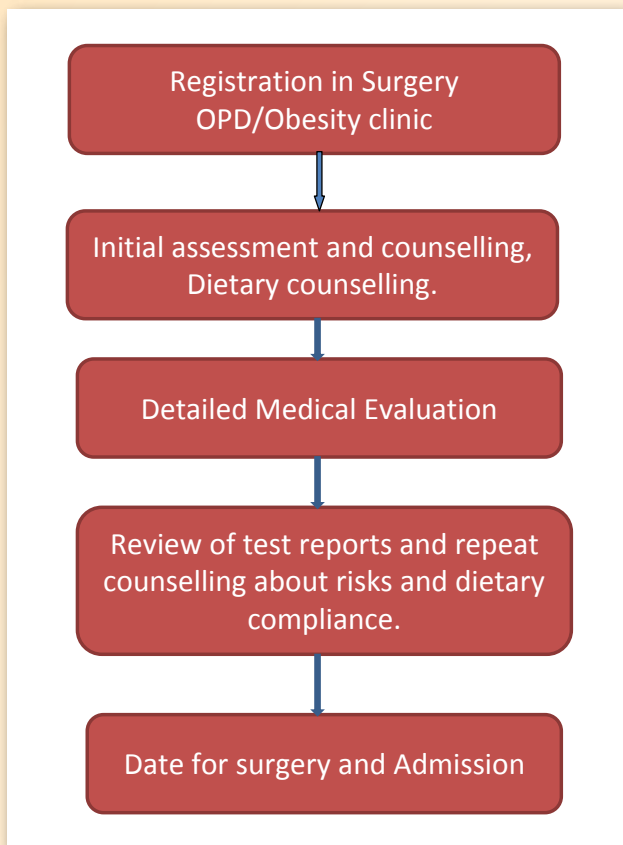 Registration in Surgery
OPD/Obesity clinic
Initial assessment and counselling,
Dietary counselling.
Detailed Medical Evaluation
Review of test reports and repeat
counselling about risks and dietary
compliance.
Date for surgery and Admission